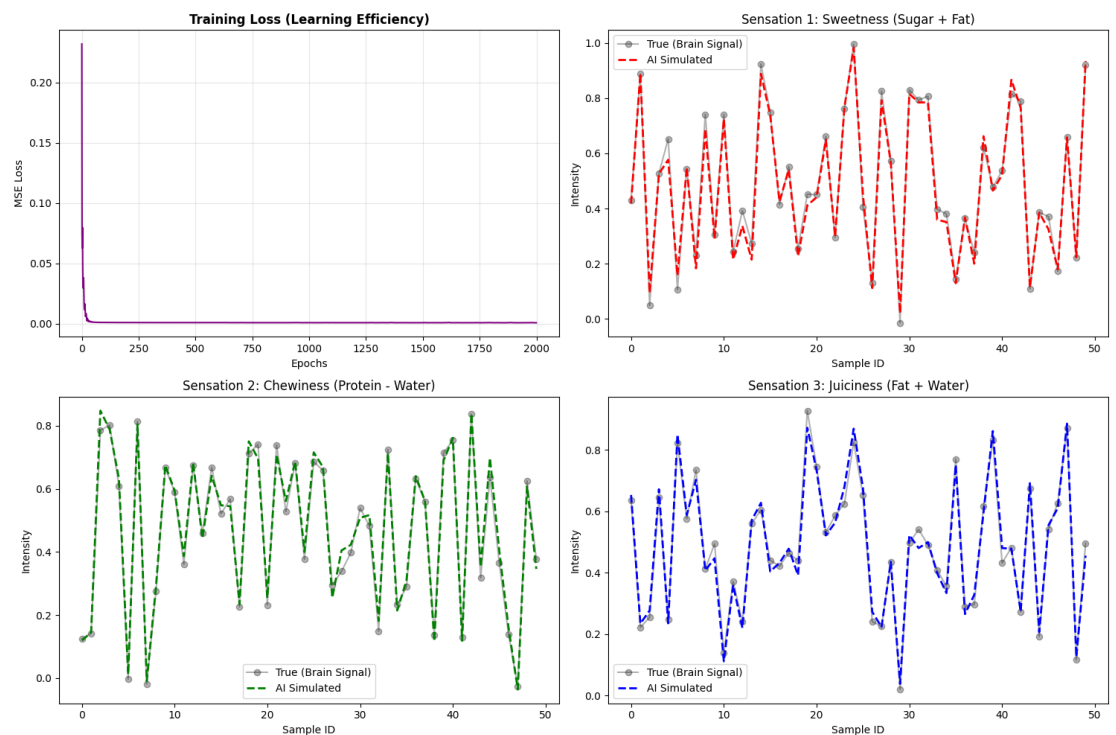 Training Loss (Learning Efficiency)
0.20
0.15
0.10
0.05
0.00
MSE Loss
0
250
500
750
1000
1250
1500
1750
2000
Epochs
Sensation 1: Sweetness (Sugar + Fat)
True (Brain Signal)
AI Simulated
1.0
0.8
0.6
0.4
0.2
0.0
Intensity
0
10
20
30
40
50
Sample ID
Sensation 2: Chewiness (Protein - Water)
0.8
0.6
0.4
0.2
0.0
Intensity
True (Brain Signal)
AI Simulated
0
10
20
30
40
50
Sample ID
Sensation 3: Juiciness (Fat + Water)
0.8
0.6
0.4
0.2
0.0
Intensity
True (Brain Signal)
AI Simulated
0
10
20
30
40
50
Sample ID